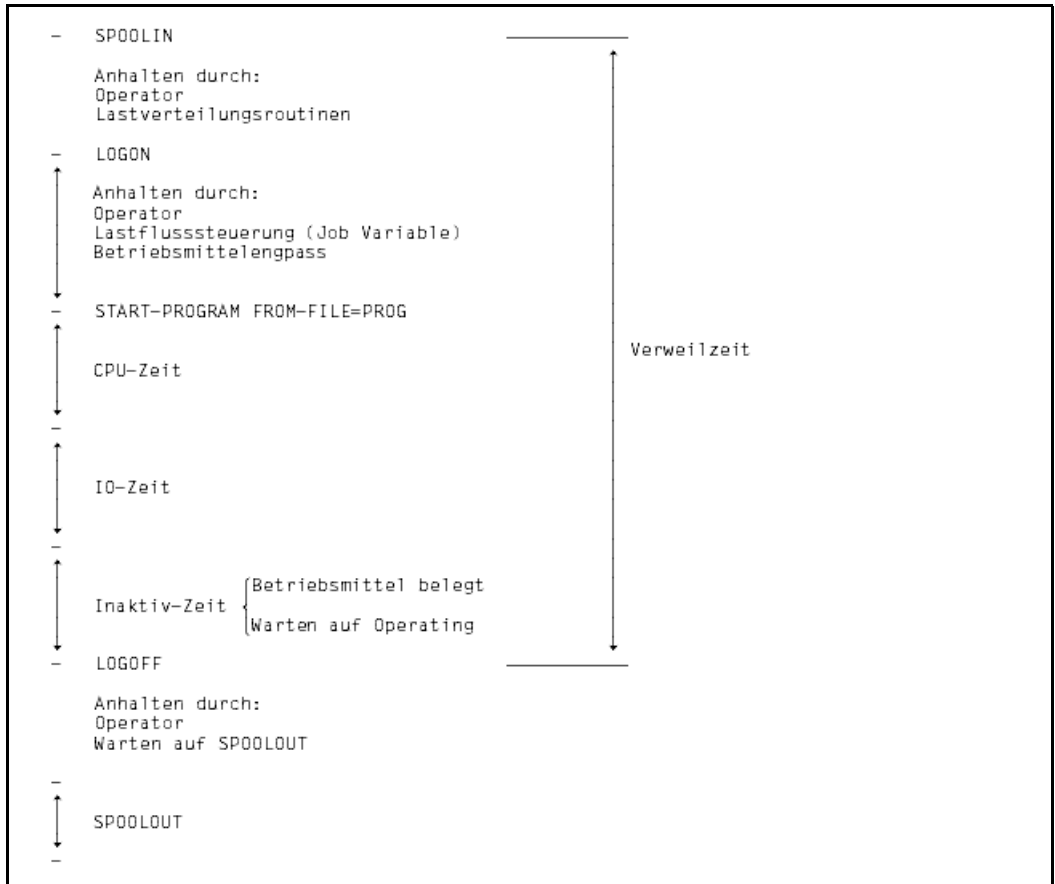 – SPOOLIN
Anhalten durch:
Operator
Lastverteilungsroutinen
– LOGON
Anhalten durch:
Operator
Lastflusssteuerung (Job Variable)
Betriebsmittelengpass
– START-PROGRAM FROM-FILE=PROG
Verweilzeit
CPU-Zeit
–
IO-Zeit
–
Betriebsmittel belegt
Inaktiv-Zeit
Warten auf Operating
– LOGOFF
Anhalten durch:
Operator
Warten auf SPOOLOUT
–
SPOOLOUT
–